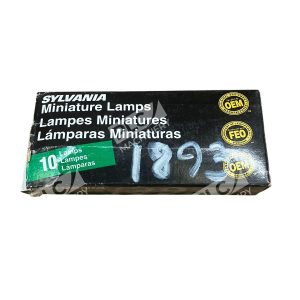 SYLVANIA
Miniature Lamps
Lampes Miniatures
Lámparas Miniaturas
10 Lamps
Lampes
Lámparas
1893
OEM
FEO
OEM